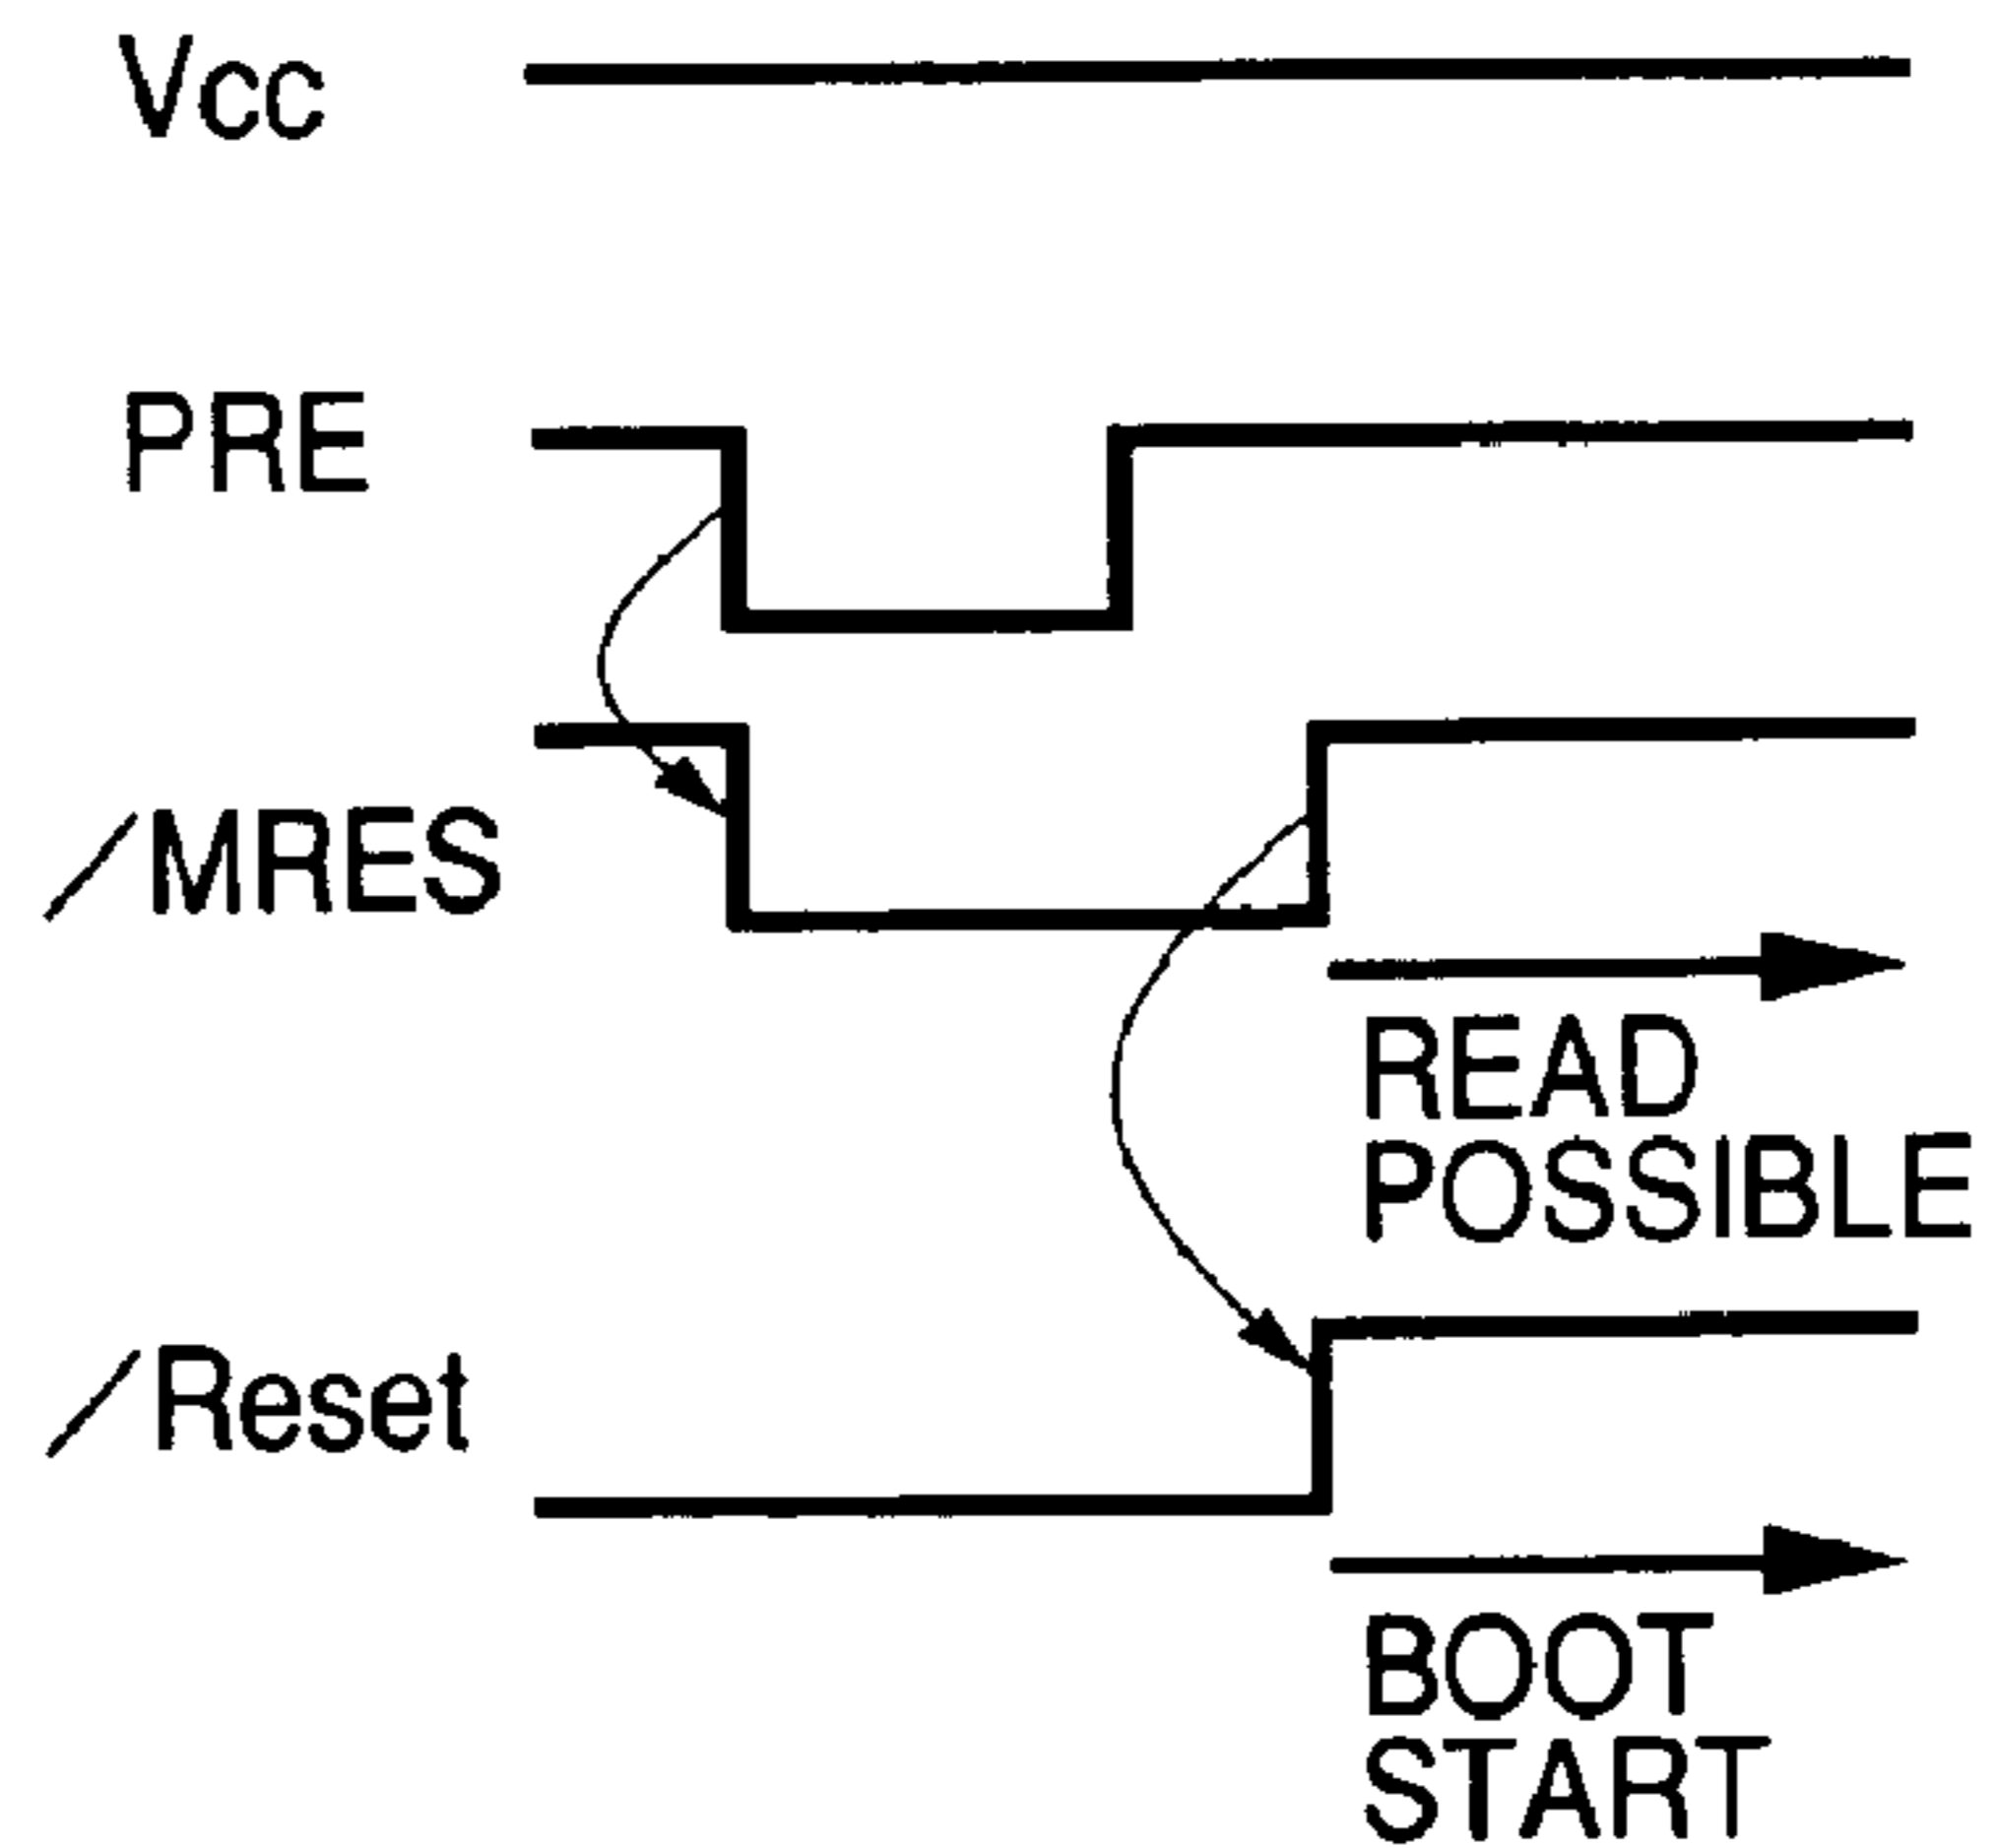 Vcc
PRE
/MRES
READ
POSSIBLE
/Reset
BOOT
START